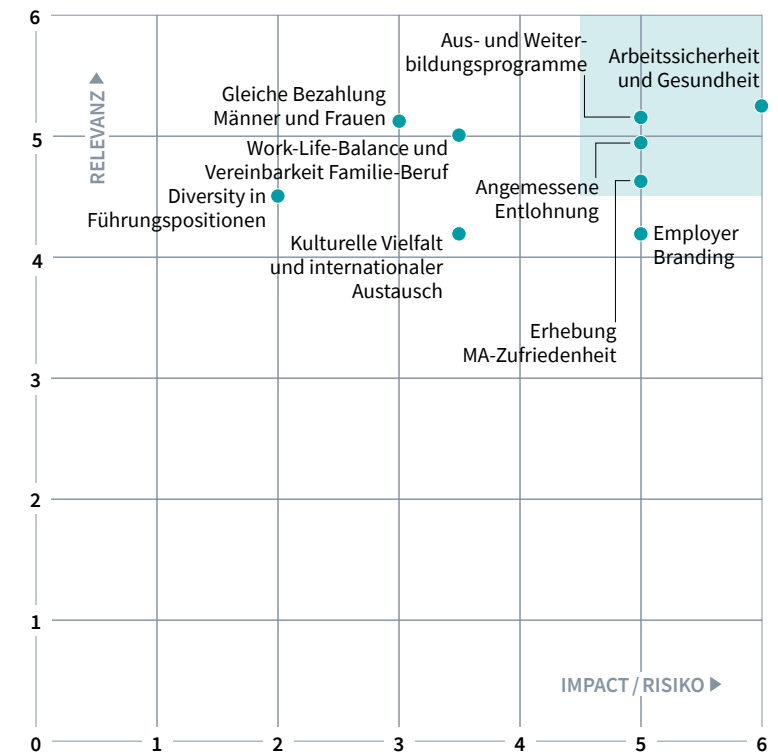 6
Aus- und Weiter-
bildungsprogramme
Arbeitssicherheit
und Gesundheit
RELEVANZ
Gleiche Bezahlung
Männer und Frauen
5
Work-Life-Balance und
Vereinbarkeit Familie-Beruf
Diversity in
Führungspositionen
Angemessene
Entlohnung
Kulturelle Vielfalt
und internationaler
Austausch
Employer
Branding
4
Erhebung
MA-Zufriedenheit
3
2
1
IMPACT / RISIKO
0 1 2 3 4 5 6